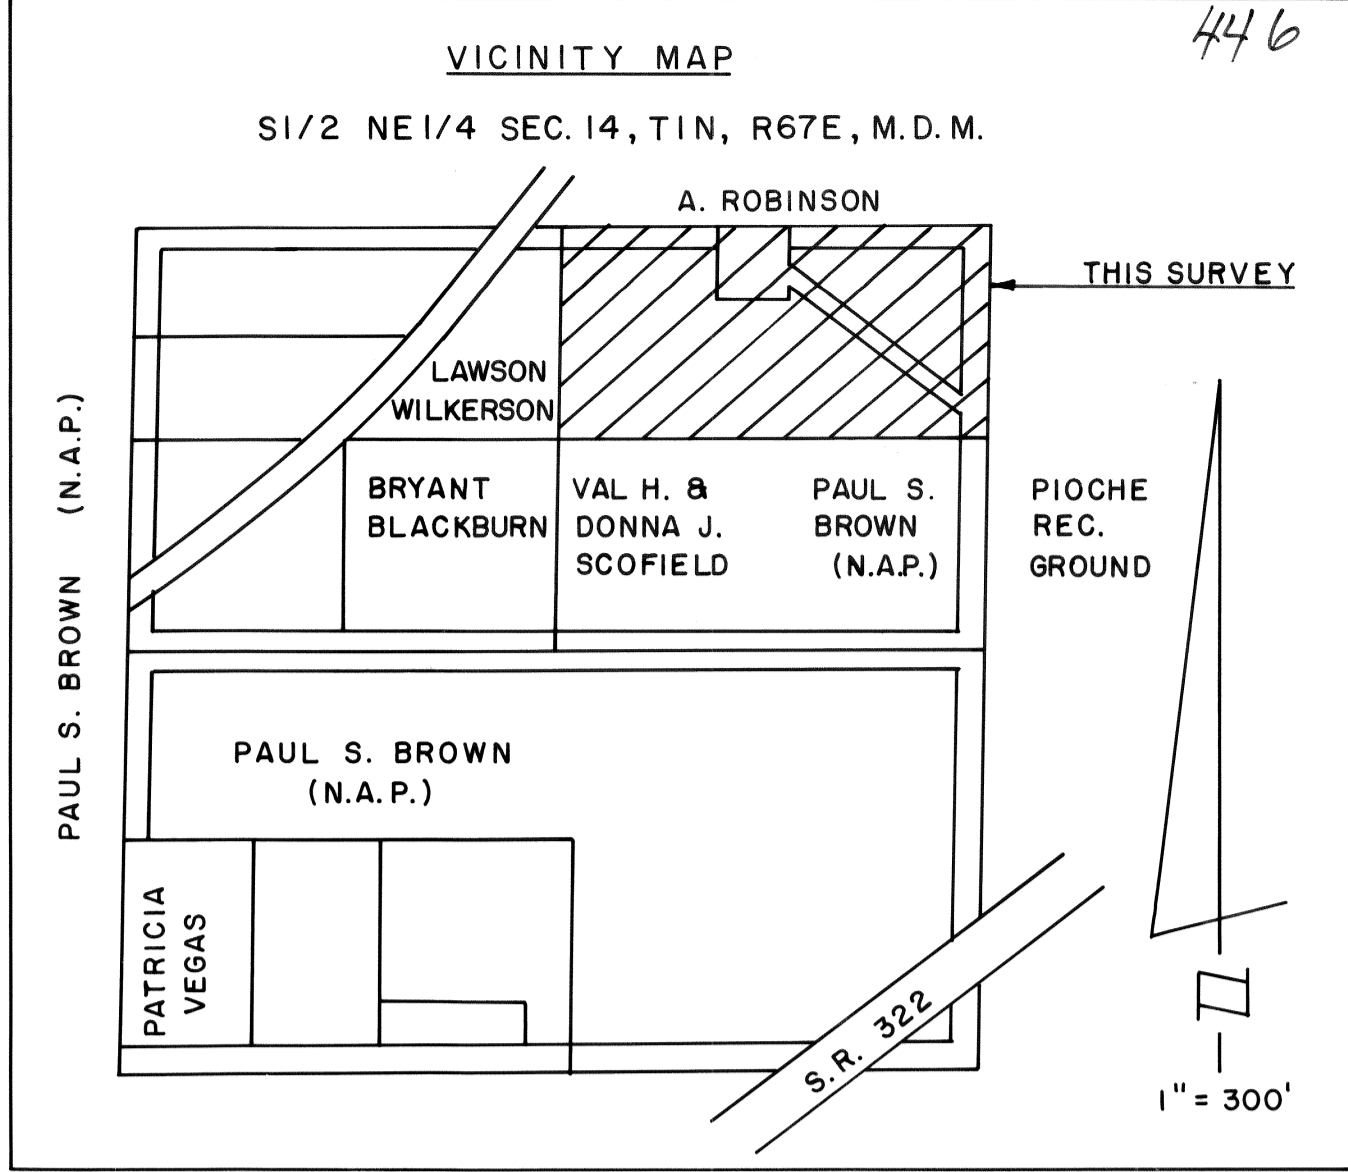 446
VICINITY MAP
S1/2 NE1/4 SEC. 14, T1N, R67E, M.D.M.
A. ROBINSON
THIS SURVEY
LAWSON
WILKERSON
PAUL S. BROWN (N.A.P.)
BRYANT
BLACKBURN
VAL H. &
DONNA J.
SCOFIELD
PAUL S.
BROWN
(N.A.P.)
PIOCHE
REC.
GROUND
PAUL S. BROWN
(N.A.P.)
PATRICIA
VEGAS
S.R. 322
N
1" = 300'